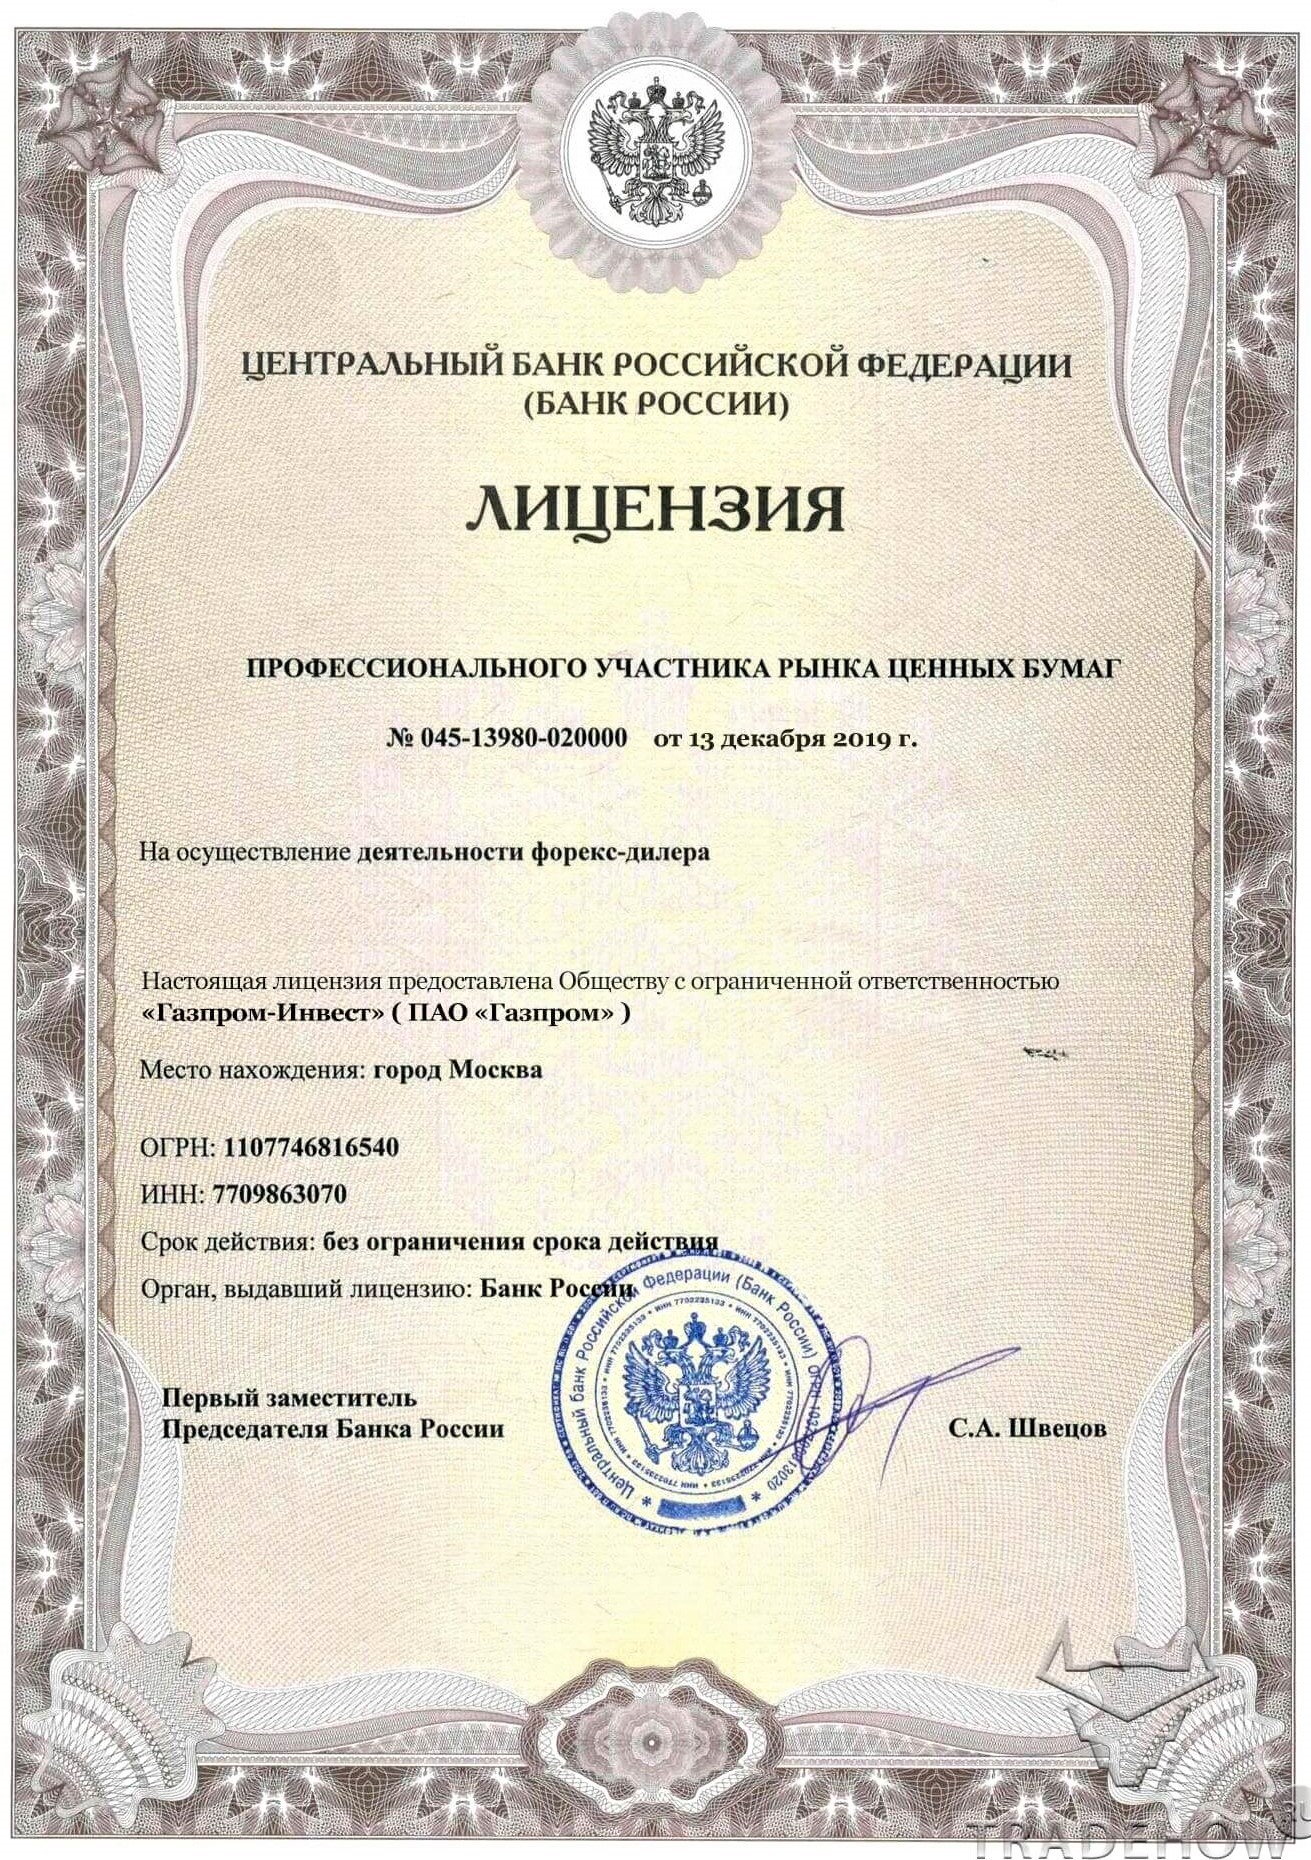 ЦЕНТРАЛЬНЫЙ БАНК РОССИЙСКОЙ ФЕДЕРАЦИИ
(БАНК РОССИИ)
ЛИЦЕНЗИЯ
ПРОФЕССИОНАЛЬНОГО УЧАСТНИКА РЫНКА ЦЕННЫХ БУМАГ
№ 045-13980-020000 от 13 декабря 2019 г.
На осуществление деятельности форекс-дилера
Настоящая лицензия предоставлена Обществу с ограниченной ответственностью
«Газпром-Инвест» ( ПАО «Газпром» )
Место нахождения: город Москва
ОГРН: 1107746816540
ИНН: 7709863070
Срок действия: без ограничения срока действия
Орган, выдавший лицензию: Банк России
Центральный банк Российской Федерации (Банк России)
ИНН 7702235133
Первый заместитель
Председателя Банка России
С.А. Швецов
TRADEHOW